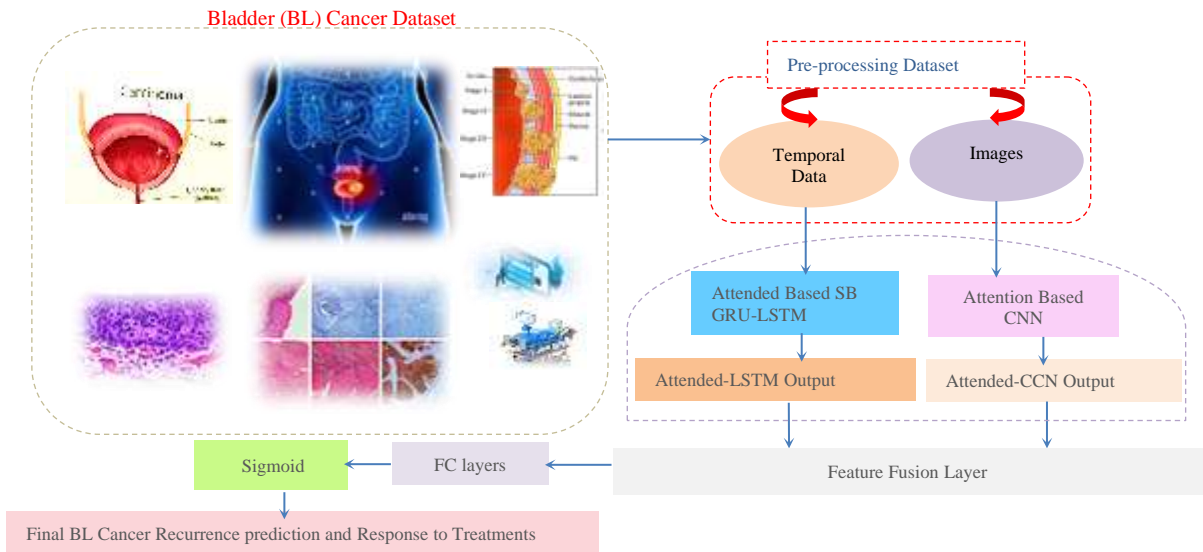 Bladder (BL) Cancer Dataset
Carcinoma
Pre-processing Dataset
Temporal
Data
Images
Attended Based SB
GRU-LSTM
Attention Based
CNN
Attended-LSTM Output
Attended-CCN Output
Feature Fusion Layer
FC layers
Sigmoid
Final BL Cancer Recurrence prediction and Response to Treatments